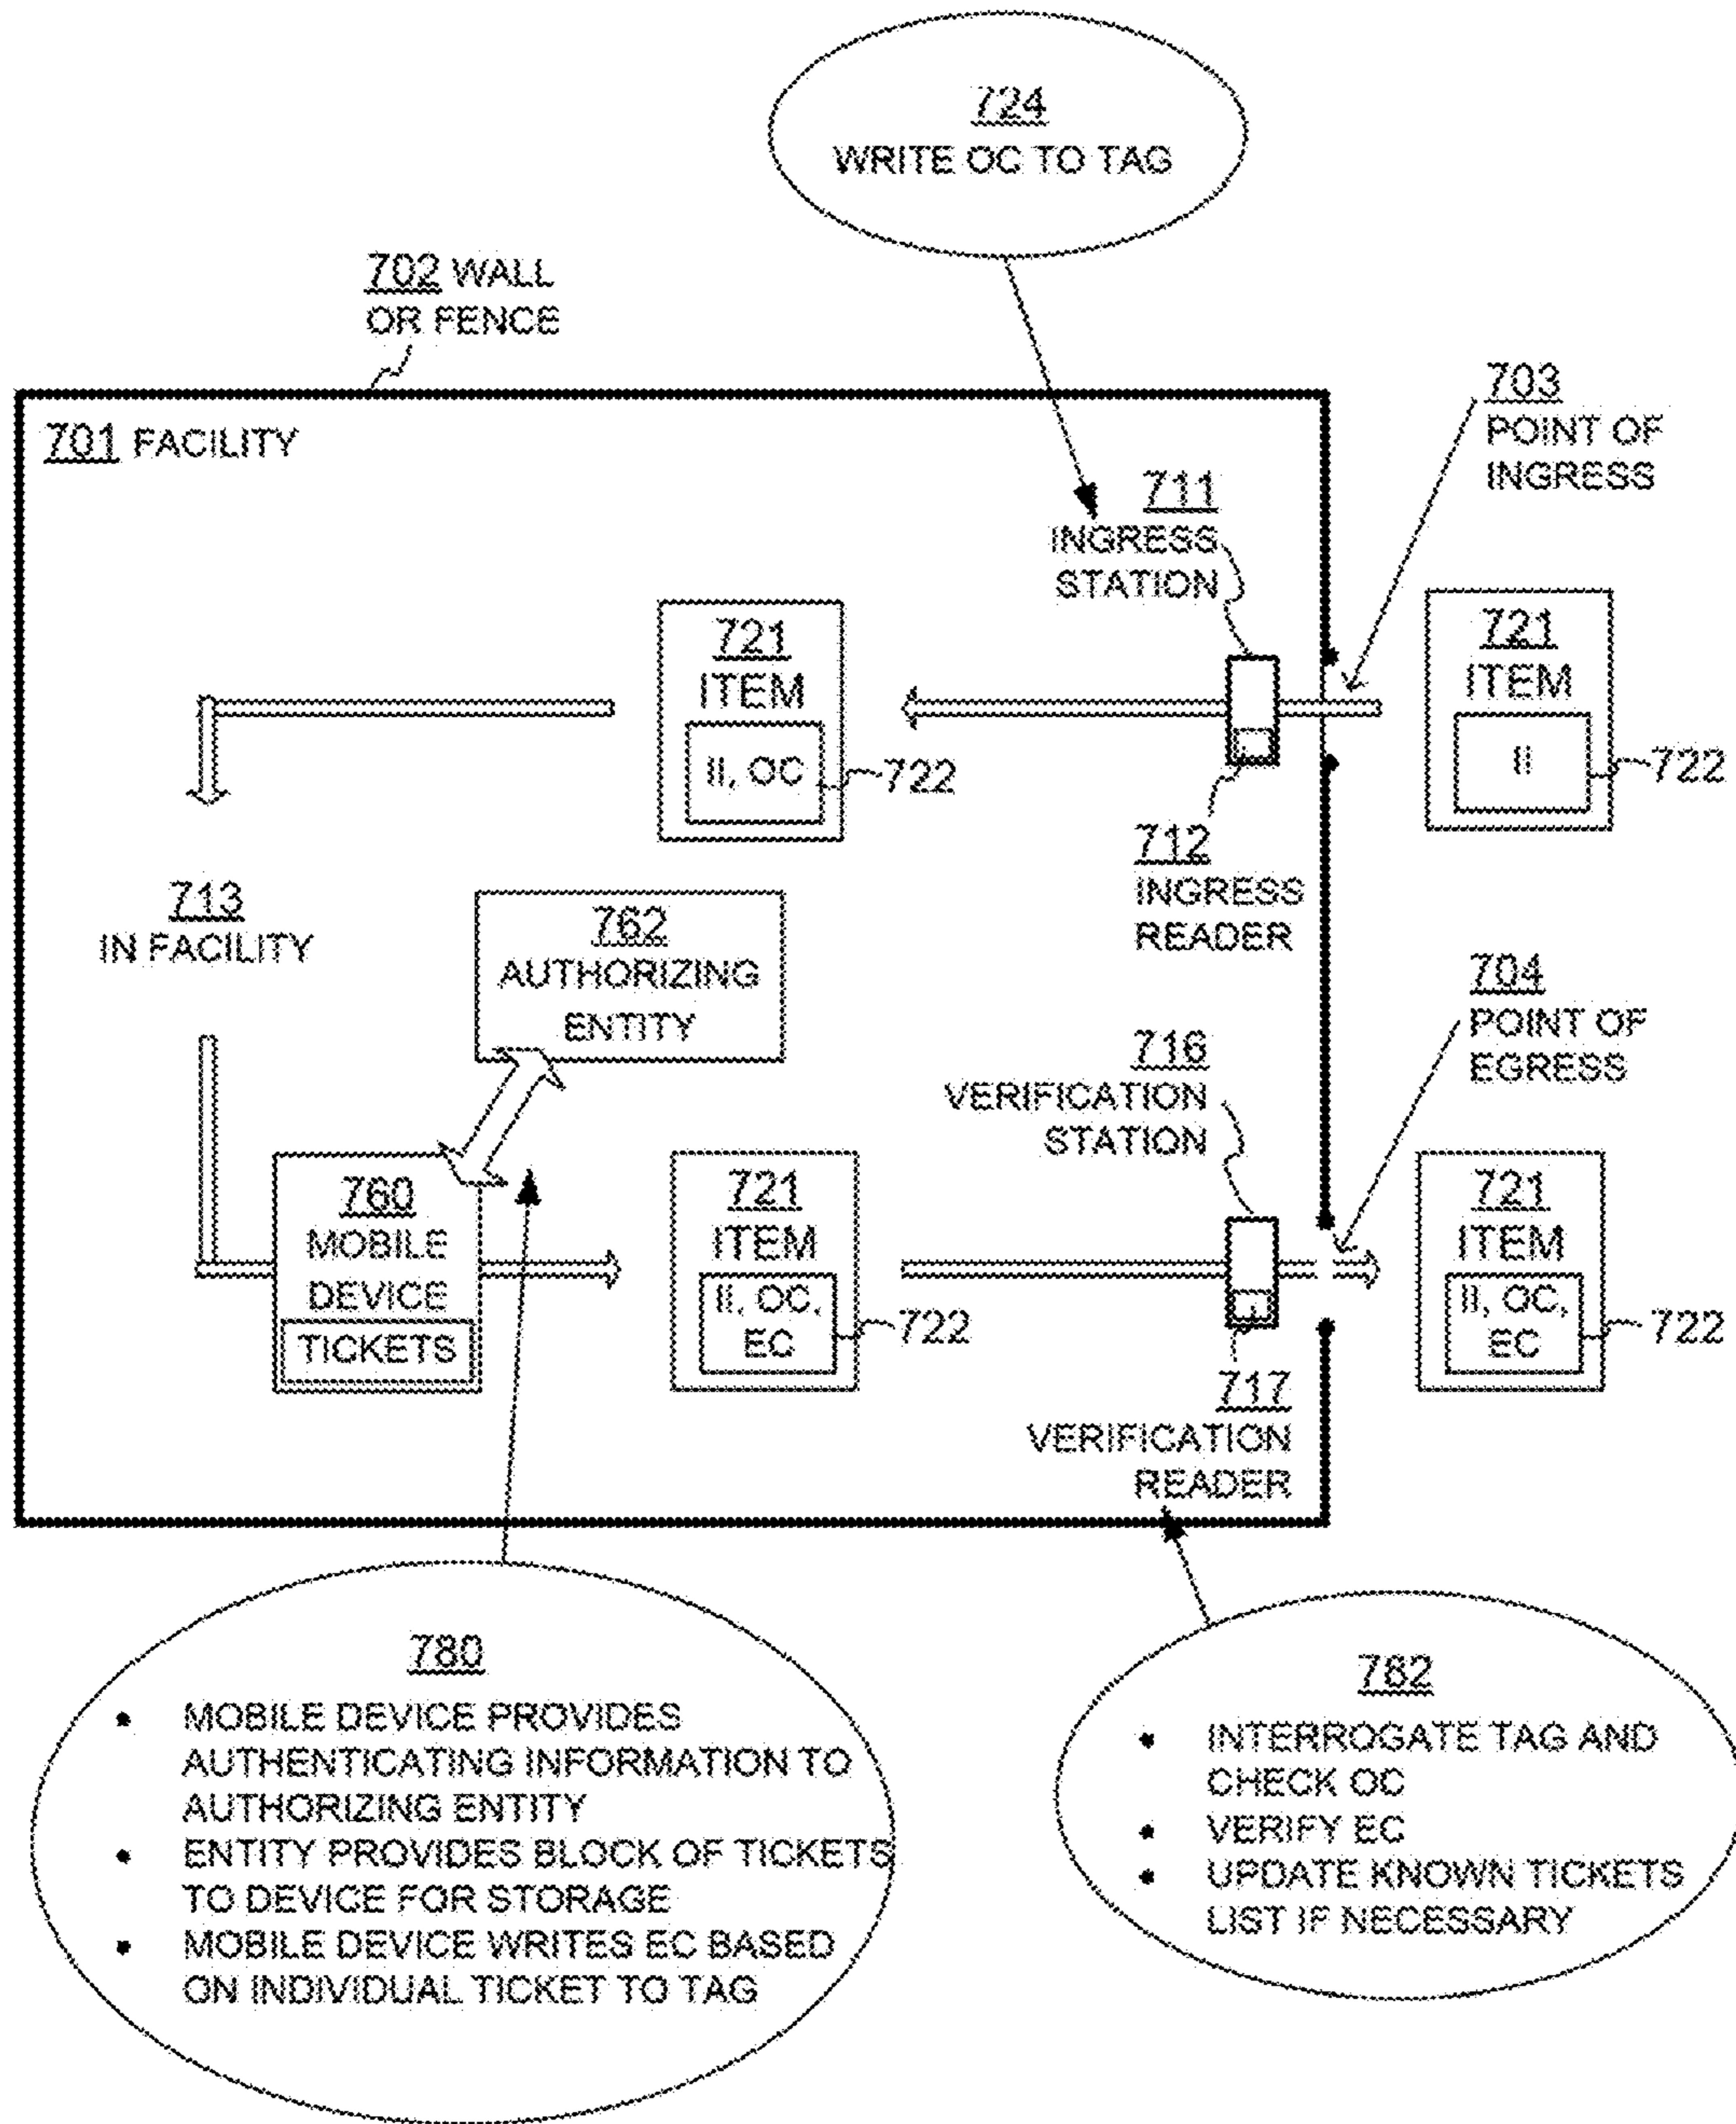 724
WRITE OC TO TAG
702 WALL
OR FENCE
703
POINT OF
INGRESS
701 FACILITY
711
INGRESS
STATION
721
ITEM
II, OC
722
721
ITEM
II
722
712
INGRESS
READER
713
IN FACILITY
762
AUTHORIZING
ENTITY
704
POINT OF
EGRESS
716
VERIFICATION
STATION
760
MOBILE
DEVICE
TICKETS
721
ITEM
II, OC,
EC
722
721
ITEM
II, OC,
EC
722
717
VERIFICATION
READER
780
• MOBILE DEVICE PROVIDES
AUTHENTICATING INFORMATION TO
AUTHORIZING ENTITY
• ENTITY PROVIDES BLOCK OF TICKETS
TO DEVICE FOR STORAGE
• MOBILE DEVICE WRITES EC BASED
ON INDIVIDUAL TICKET TO TAG
782
• INTERROGATE TAG AND
CHECK OC
• VERIFY EC
• UPDATE KNOWN TICKETS
LIST IF NECESSARY